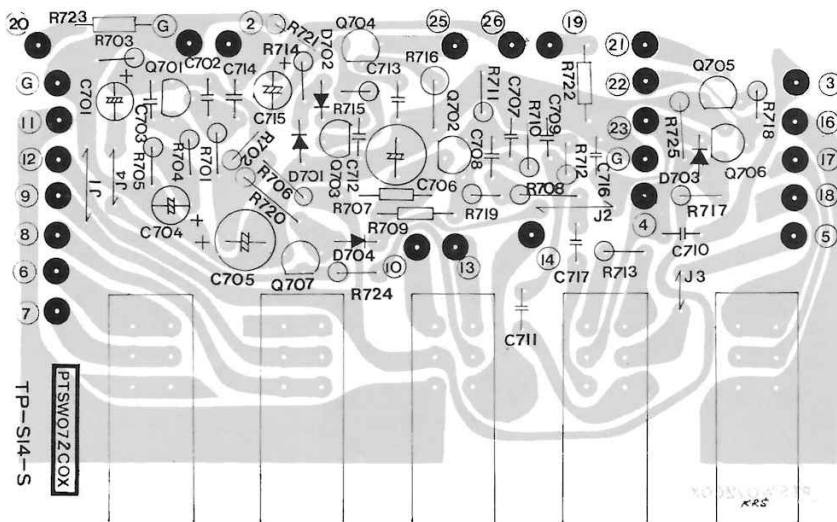 20
R723
G
2
R721
D702
Q704
25
26
19
21
R703
R714
R716
Q705
G
C701
Q701
C702
C714
C713
R711
C707
R722
22
3
11
C715
R715
Q702
R710
C709
R725
R718
16
C703
R702
23
12
J1
J4
R705
R704
R701
D701
Q703
C712
C708
R712
C716
G
D703
Q706
17
9
R706
R707
C706
R708
R717
18
C704
R720
R709
R719
J2
4
8
D704
C710
5
6
C705
Q707
R724
10
13
14
C717
R713
J3
7
C711
PTSW072COX
TP-S14-S
KRS